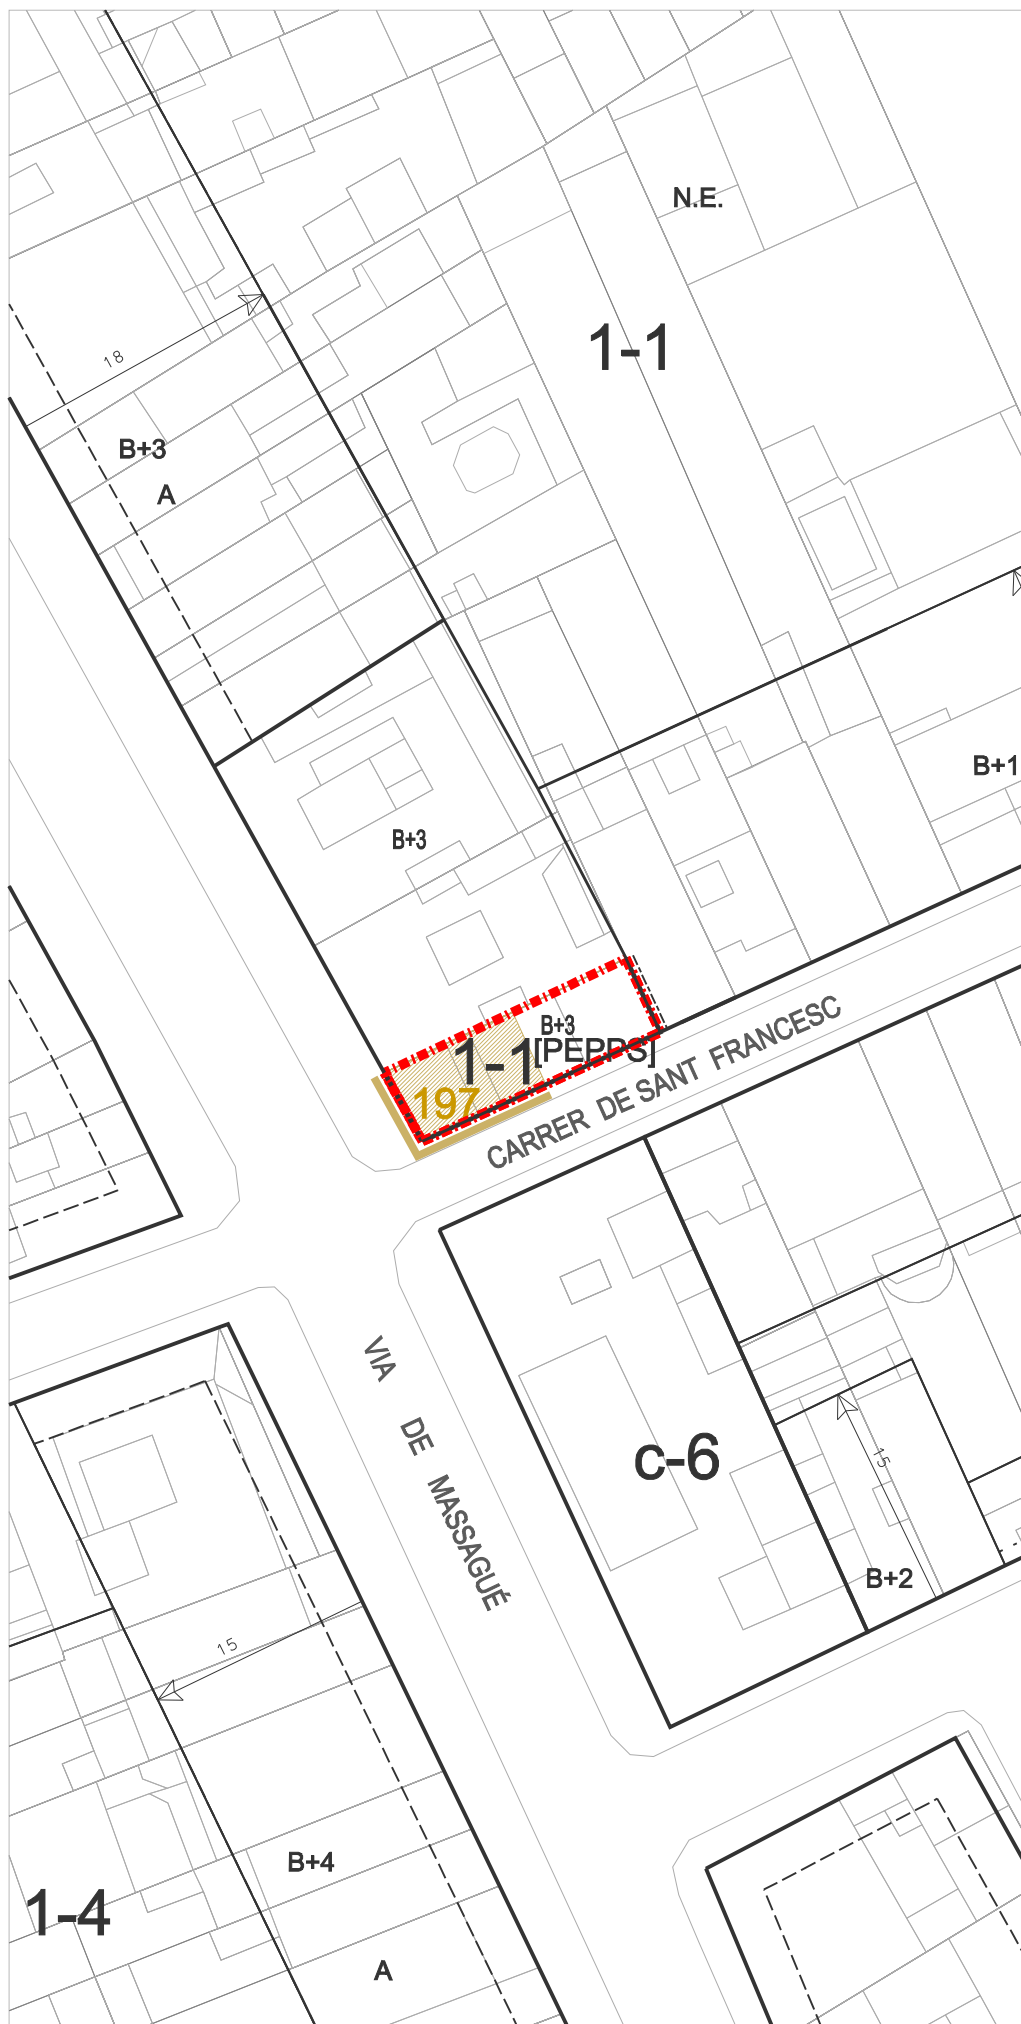 N.E.
1-1
18
B+3
A
B+1
B+3
B+3
1-1
[PEPPS]
197
CARRER DE SANT FRANCESC
VIA DE MASSAGUÉ
c-6
15
B+2
15
B+4
1-4
A